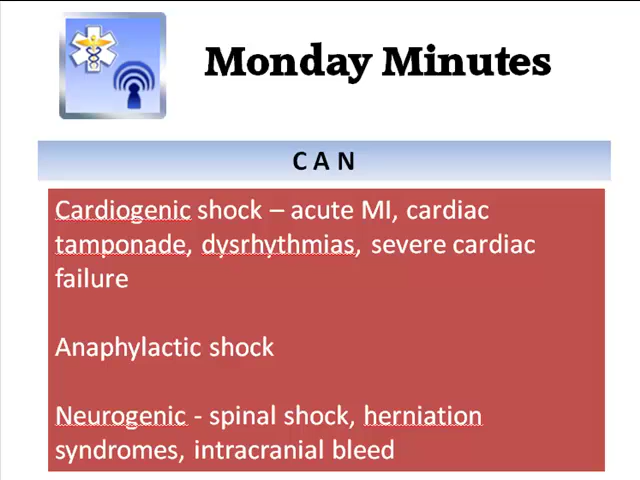 Monday Minutes
C A N
Cardiogenic shock – acute MI, cardiac
tamponade, dysrhythmias, severe cardiac
failure
Anaphylactic shock
Neurogenic - spinal shock, herniation
syndromes, intracranial bleed